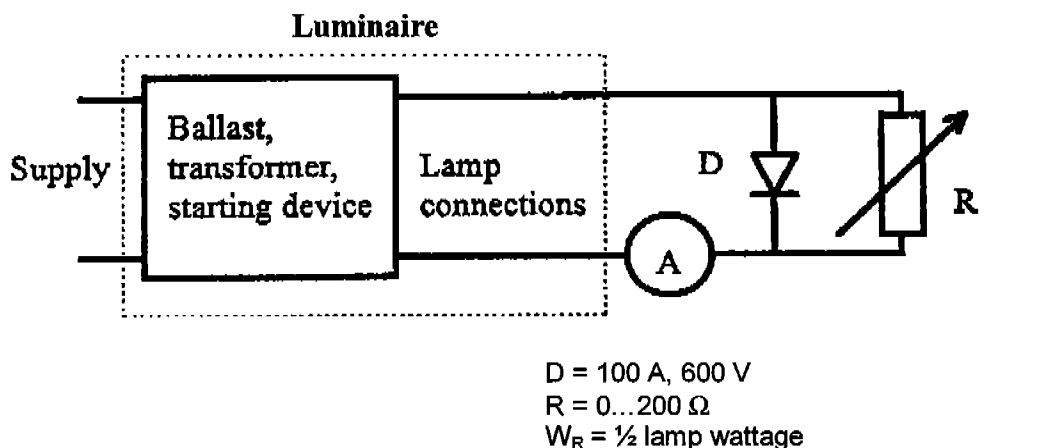 Luminaire
Supply
Ballast,
transformer,
starting device
Lamp
connections
D
A
R
D = 100 A, 600 V
R = 0...200 Ω
W_R = ½ lamp wattage